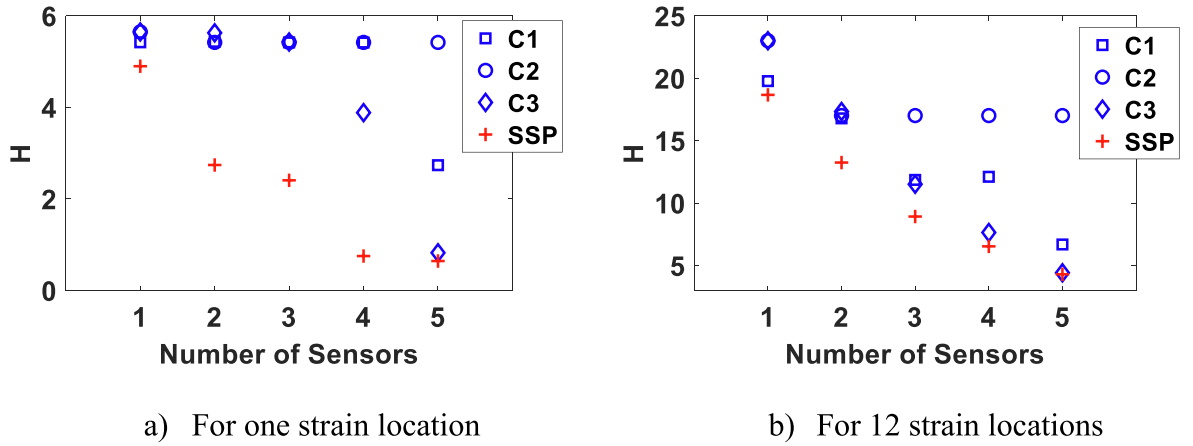 6
4
2
0
H
1 2 3 4 5
Number of Sensors
C1
C2
C3
SSP
a) For one strain location
25
20
15
10
5
H
1 2 3 4 5
Number of Sensors
C1
C2
C3
SSP
b) For 12 strain locations